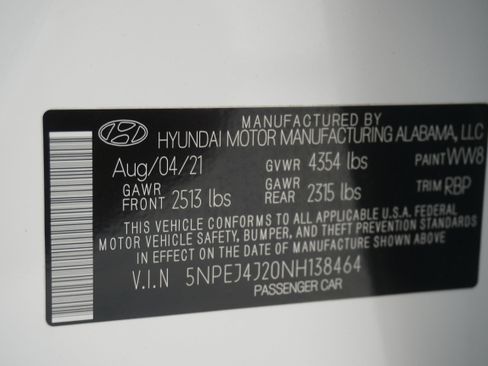 MANUFACTURED BY
HYUNDAI MOTOR MANUFACTURING ALABAMA, LLC
Aug/04/21 GVWR 4354 lbs PAINT WW8
GAWR FRONT 2513 lbs GAWR REAR 2315 lbs TRIM RBP
THIS VEHICLE CONFORMS TO ALL APPLICABLE U.S.A. FEDERAL
MOTOR VEHICLE SAFETY, BUMPER, AND THEFT PREVENTION STANDARDS
IN EFFECT ON THE DATE OF MANUFACTURE SHOWN ABOVE
V.I.N 5NPEJ4J20NH138464
PASSENGER CAR